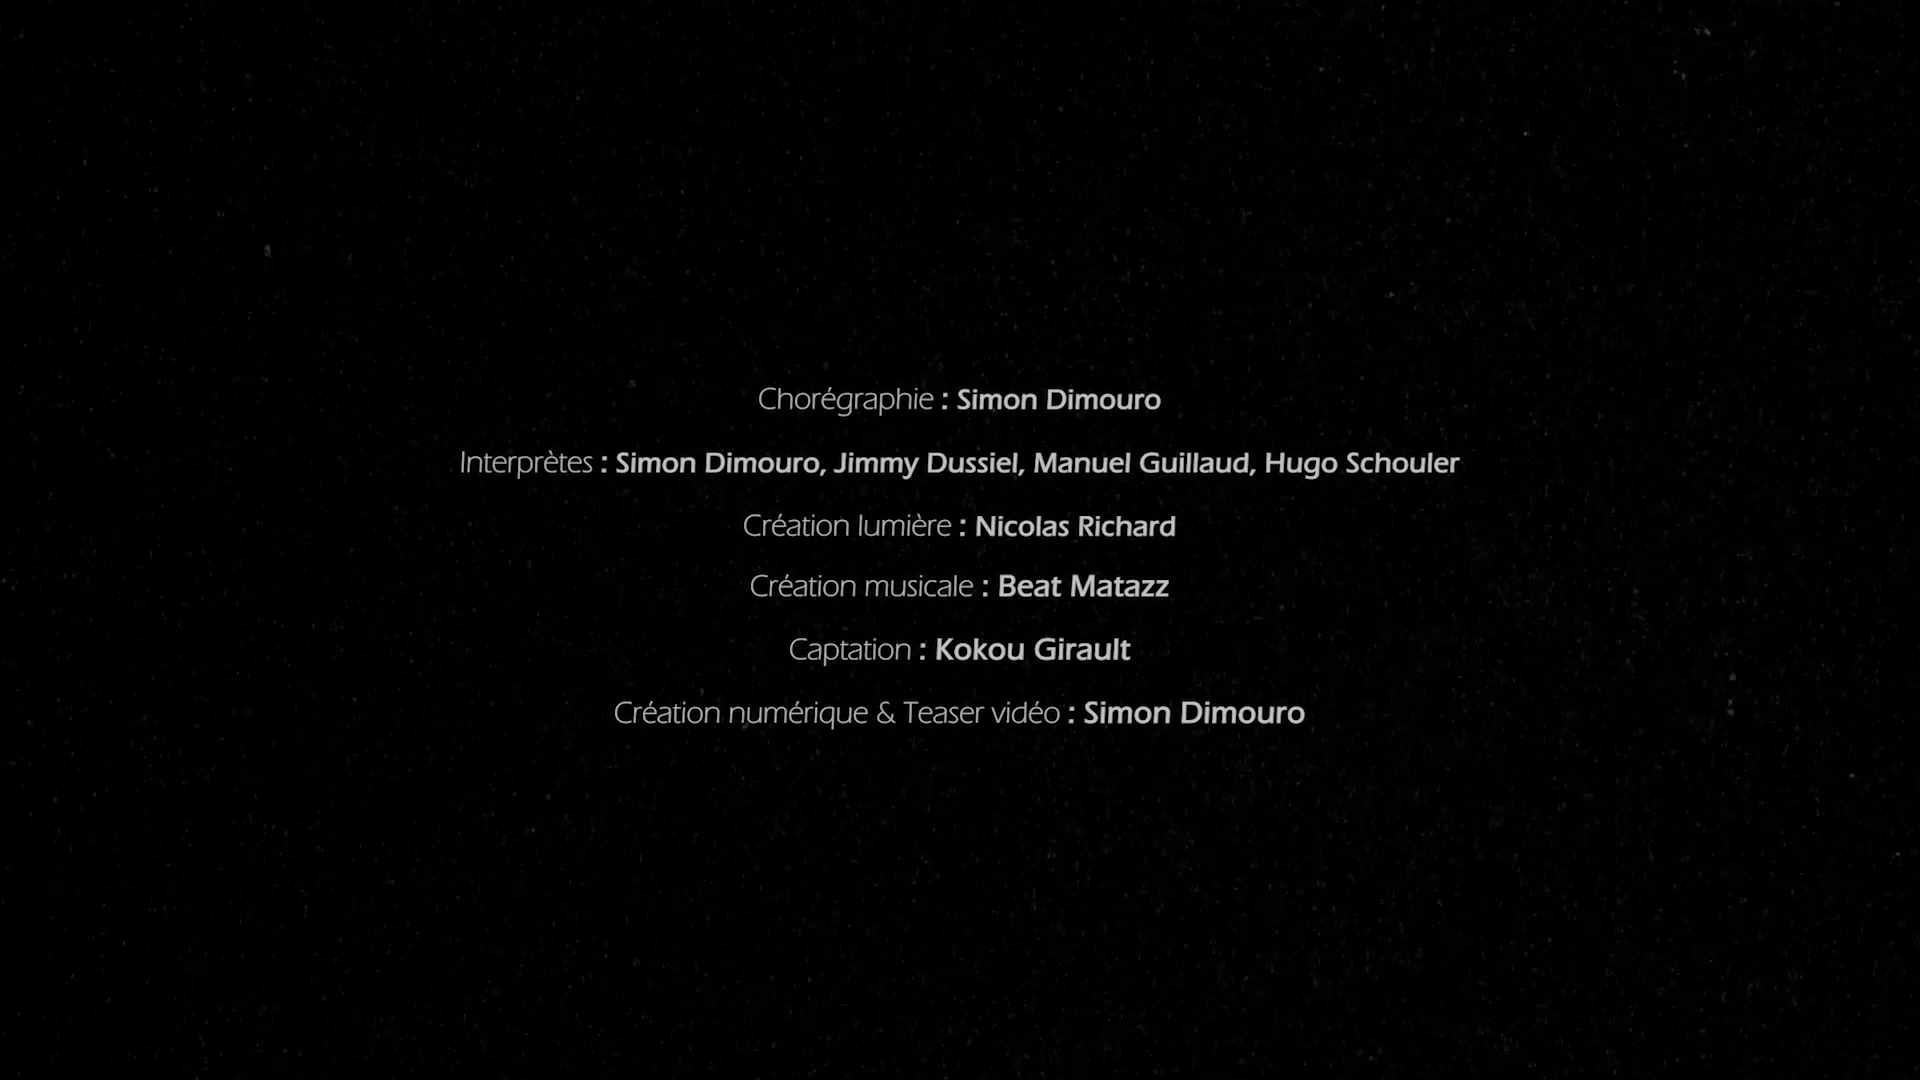 Chorégraphie : Simon Dimouro
Interprètes : Simon Dimouro, Jimmy Dussiel, Manuel Guillaud, Hugo Schouler
Création lumière : Nicolas Richard
Création musicale : Beat Matazz
Captation : Kokou Girault
Création numérique & Teaser vidéo : Simon Dimouro